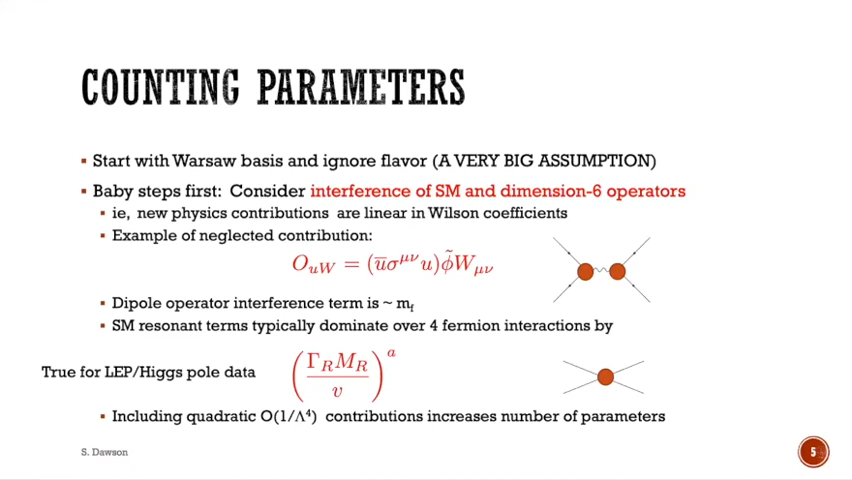 COUNTING PARAMETERS
▪ Start with Warsaw basis and ignore flavor (A VERY BIG ASSUMPTION)
▪ Baby steps first: Consider interference of SM and dimension-6 operators
▪ ie, new physics contributions are linear in Wilson coefficients
▪ Example of neglected contribution:
O_{uW} = (\overline{u}σ^{μν}u)\tilde{ϕ}W_{μν}
▪ Dipole operator interference term is ~ m_f
▪ SM resonant terms typically dominate over 4 fermion interactions by
True for LEP/Higgs pole data (Γ_R M_R / v)^a
▪ Including quadratic O(1/Λ⁴) contributions increases number of parameters
S. Dawson 5